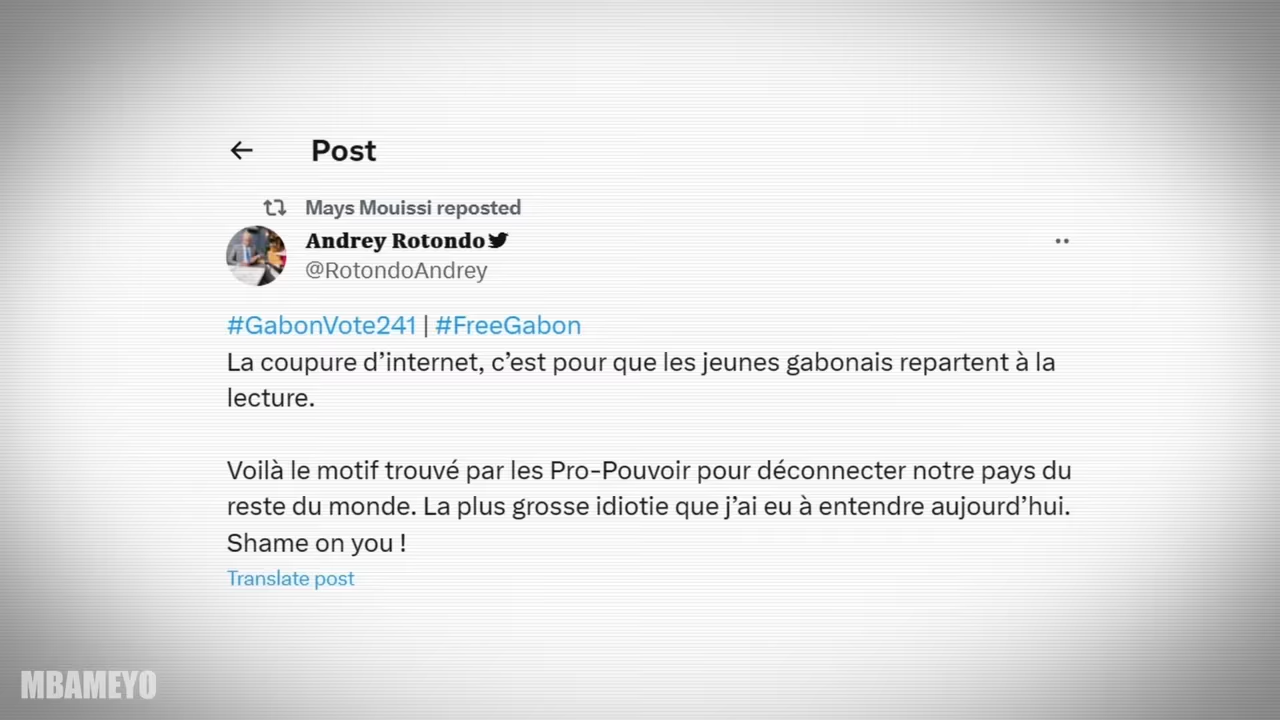 Post
Mays Mouissi reposted
Andrey Rotondo
@RotondoAndrey
#GabonVote241 | #FreeGabon
La coupure d’internet, c’est pour que les jeunes gabonais repartent à la
lecture.
Voilà le motif trouvé par les Pro-Pouvoir pour déconnecter notre pays du
reste du monde. La plus grosse idiotie que j’ai eu à entendre aujourd’hui.
Shame on you !
Translate post
MBAMEYO